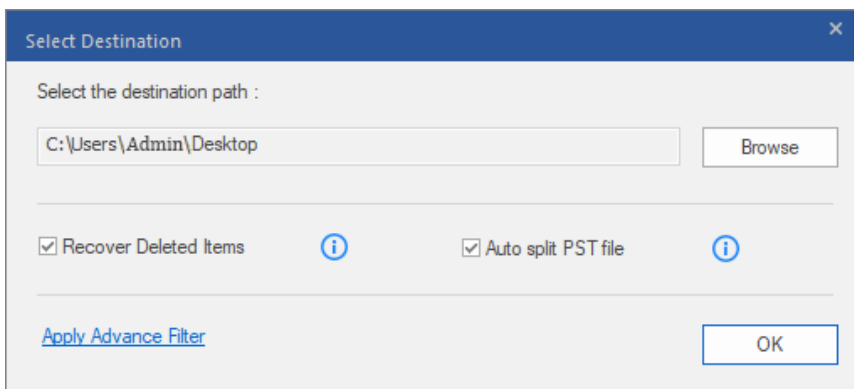 Select Destination
Select the destination path :
C:\Users\Admin\Desktop
Browse
Recover Deleted Items
Auto split PST file
Apply Advance Filter
OK